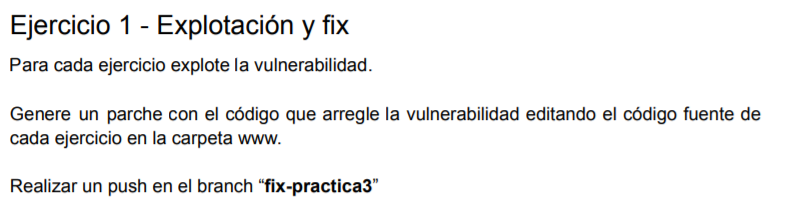 Ejercicio 1 - Explotación y fix
Para cada ejercicio explote la vulnerabilidad.
Genere un parche con el código que arregle la vulnerabilidad editando el código fuente de
cada ejercicio en la carpeta www.
Realizar un push en el branch “fix-practica3”